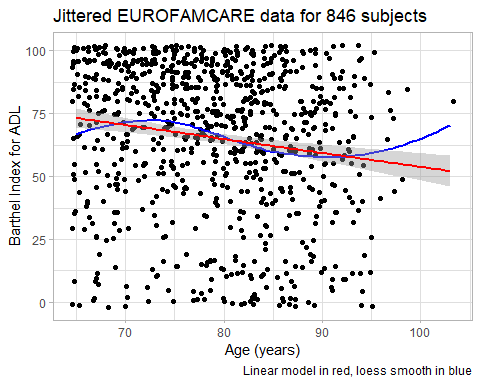 Jittered EUROFAMCARE data for 846 subjects
100
75
50
25
0
Barthel Index for ADL
70
80
90
100
Age (years)
Linear model in red, loess smooth in blue